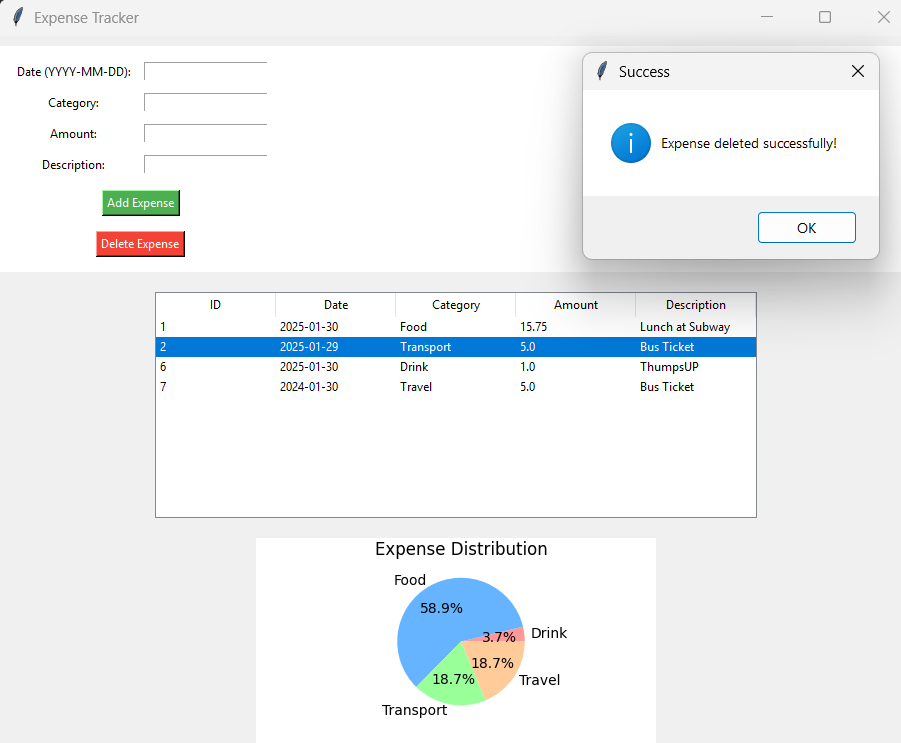 Expense Tracker
Date (YYYY-MM-DD):
Category:
Amount:
Description:
Add Expense
Delete Expense
Success
Expense deleted successfully!
OK
ID Date Category Amount Description
1 2025-01-30 Food 15.75 Lunch at Subway
2 2025-01-29 Transport 5.0 Bus Ticket
6 2025-01-30 Drink 1.0 ThumpsUP
7 2024-01-30 Travel 5.0 Bus Ticket
Expense Distribution
Food
58.9%
3.7% Drink
18.7%
18.7%
Travel
Transport